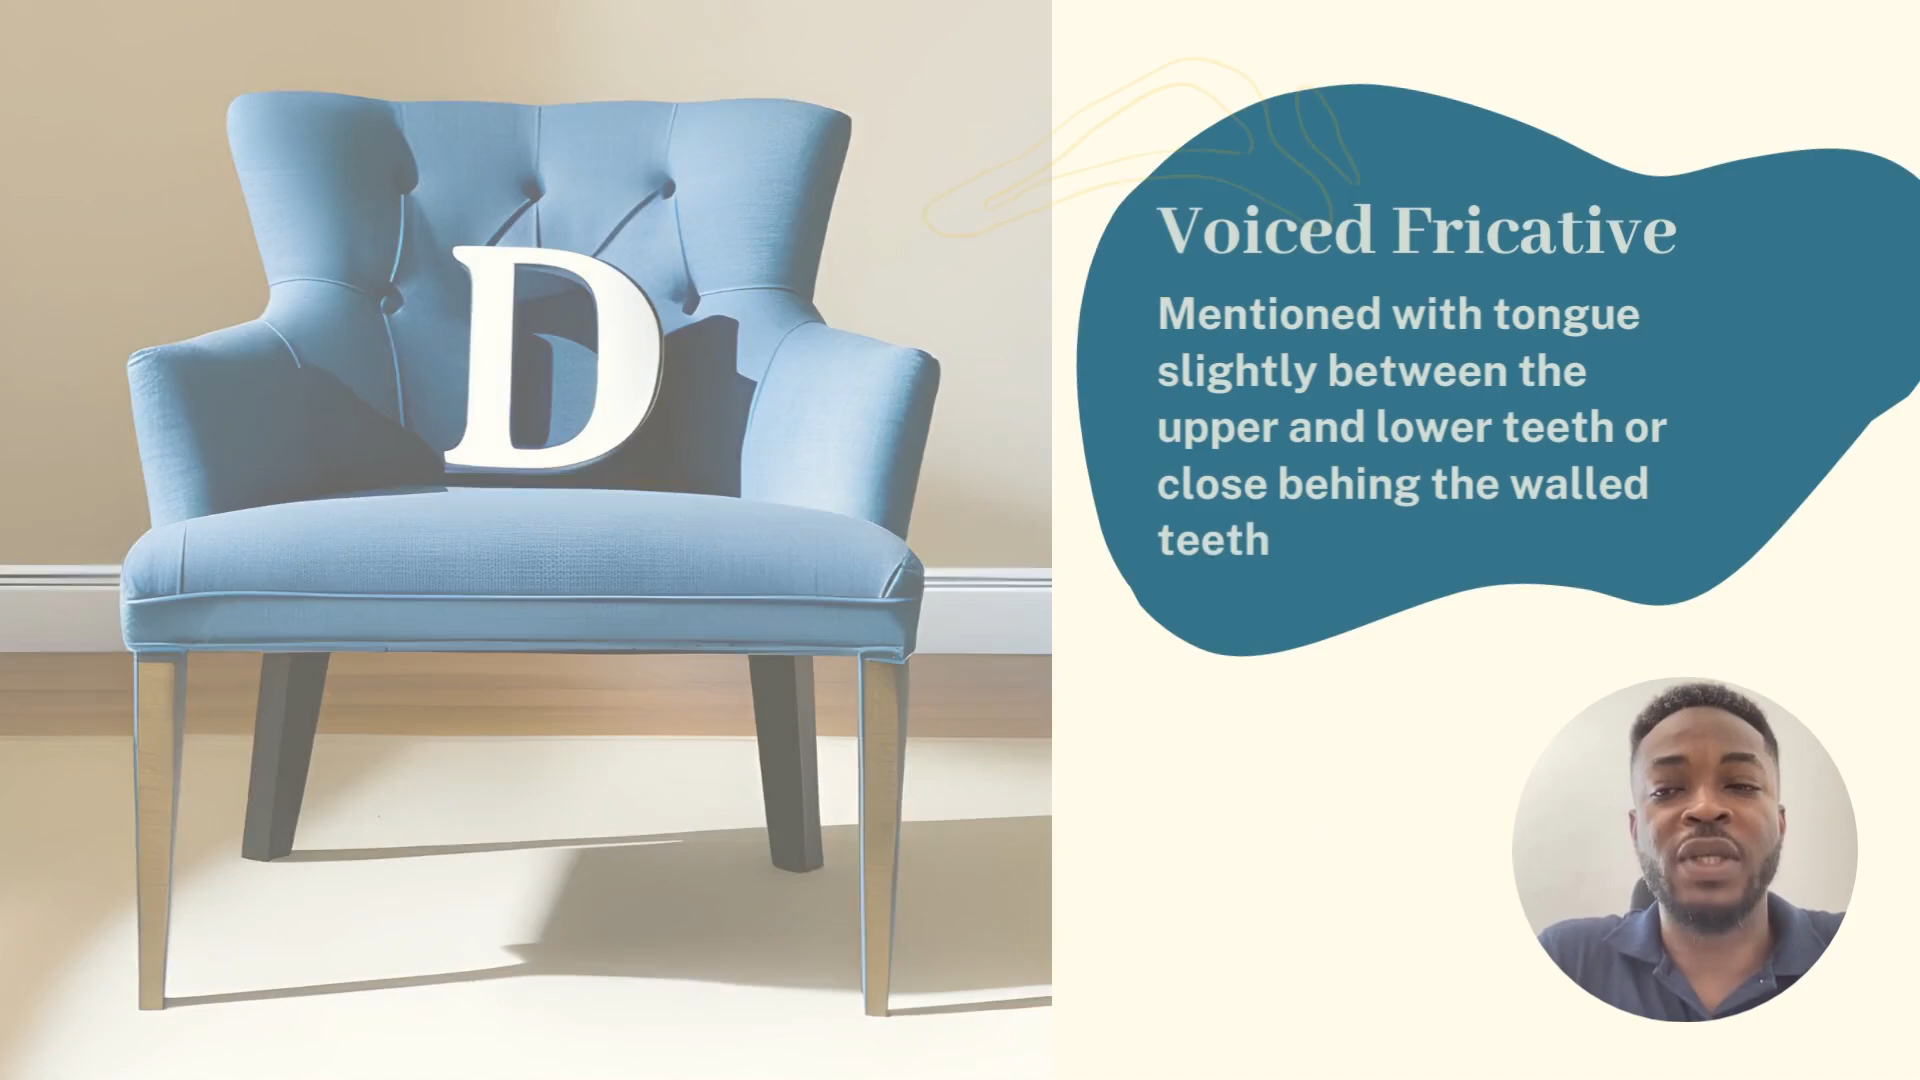 D
Voiced Fricative
Mentioned with tongue
slightly between the
upper and lower teeth or
close behing the walled
teeth